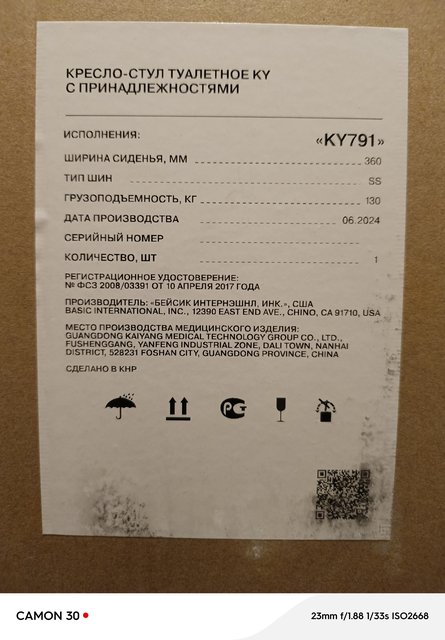 КРЕСЛО-СТУЛ ТУАЛЕТНОЕ KY
С ПРИНАДЛЕЖНОСТЯМИ
ИСПОЛНЕНИЯ: «KY791»
ШИРИНА СИДЕНЬЯ, ММ 360
ТИП ШИН SS
ГРУЗОПОДЪЕМНОСТЬ, КГ 130
ДАТА ПРОИЗВОДСТВА 06.2024
СЕРИЙНЫЙ НОМЕР
КОЛИЧЕСТВО, ШТ 1
РЕГИСТРАЦИОННОЕ УДОСТОВЕРЕНИЕ:
№ ФСЗ 2008/03391 ОТ 10 АПРЕЛЯ 2017 ГОДА
ПРОИЗВОДИТЕЛЬ: «БЕЙСИК ИНТЕРНЭШНЛ, ИНК.», США
BASIC INTERNATIONAL, INC., 12390 EAST END AVE., CHINO, CA 91710, USA
МЕСТО ПРОИЗВОДСТВА МЕДИЦИНСКОГО ИЗДЕЛИЯ:
GUANGDONG KAIYANG MEDICAL TECHNOLOGY GROUP CO., LTD.,
FUSHENGGANG, YANFENG INDUSTRIAL ZONE, DALI TOWN, NANHAI
DISTRICT, 528231 FOSHAN CITY, GUANGDONG PROVINCE, CHINA
СДЕЛАНО В КНР
CAMON 30 23mm f/1.88 1/33s ISO2668